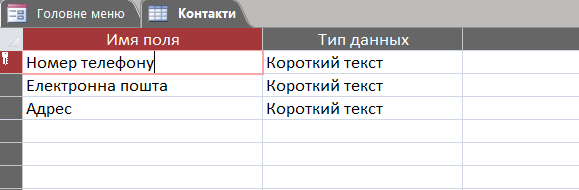 Головне меню Контакти
Имя поля Тип данных
Номер телефону Короткий текст
Електронна пошта Короткий текст
Адрес Короткий текст